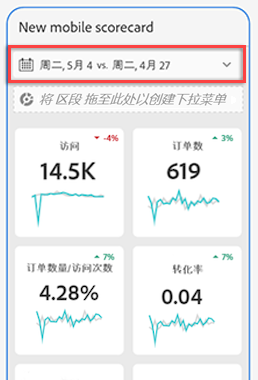 New mobile scorecard
周二, 5月 4 vs. 周二, 4月 27
将 区段 拖至此处以创建下拉菜单
-4%
访问
14.5K
3%
订单数
619
7%
订单数量/访问次数
4.28%
7%
转化率
0.04